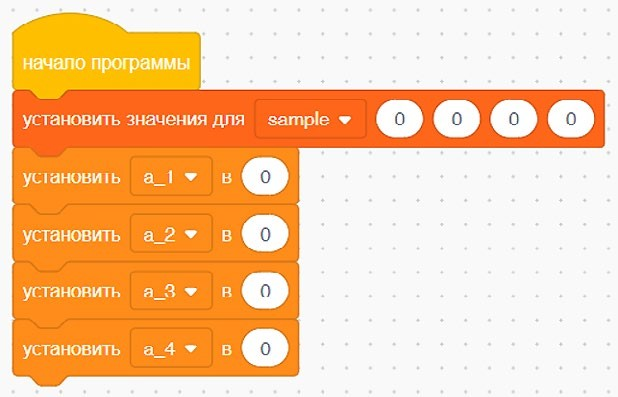 начало программы
установить значения для sample 0 0 0 0
установить a_1 в 0
установить a_2 в 0
установить a_3 в 0
установить a_4 в 0